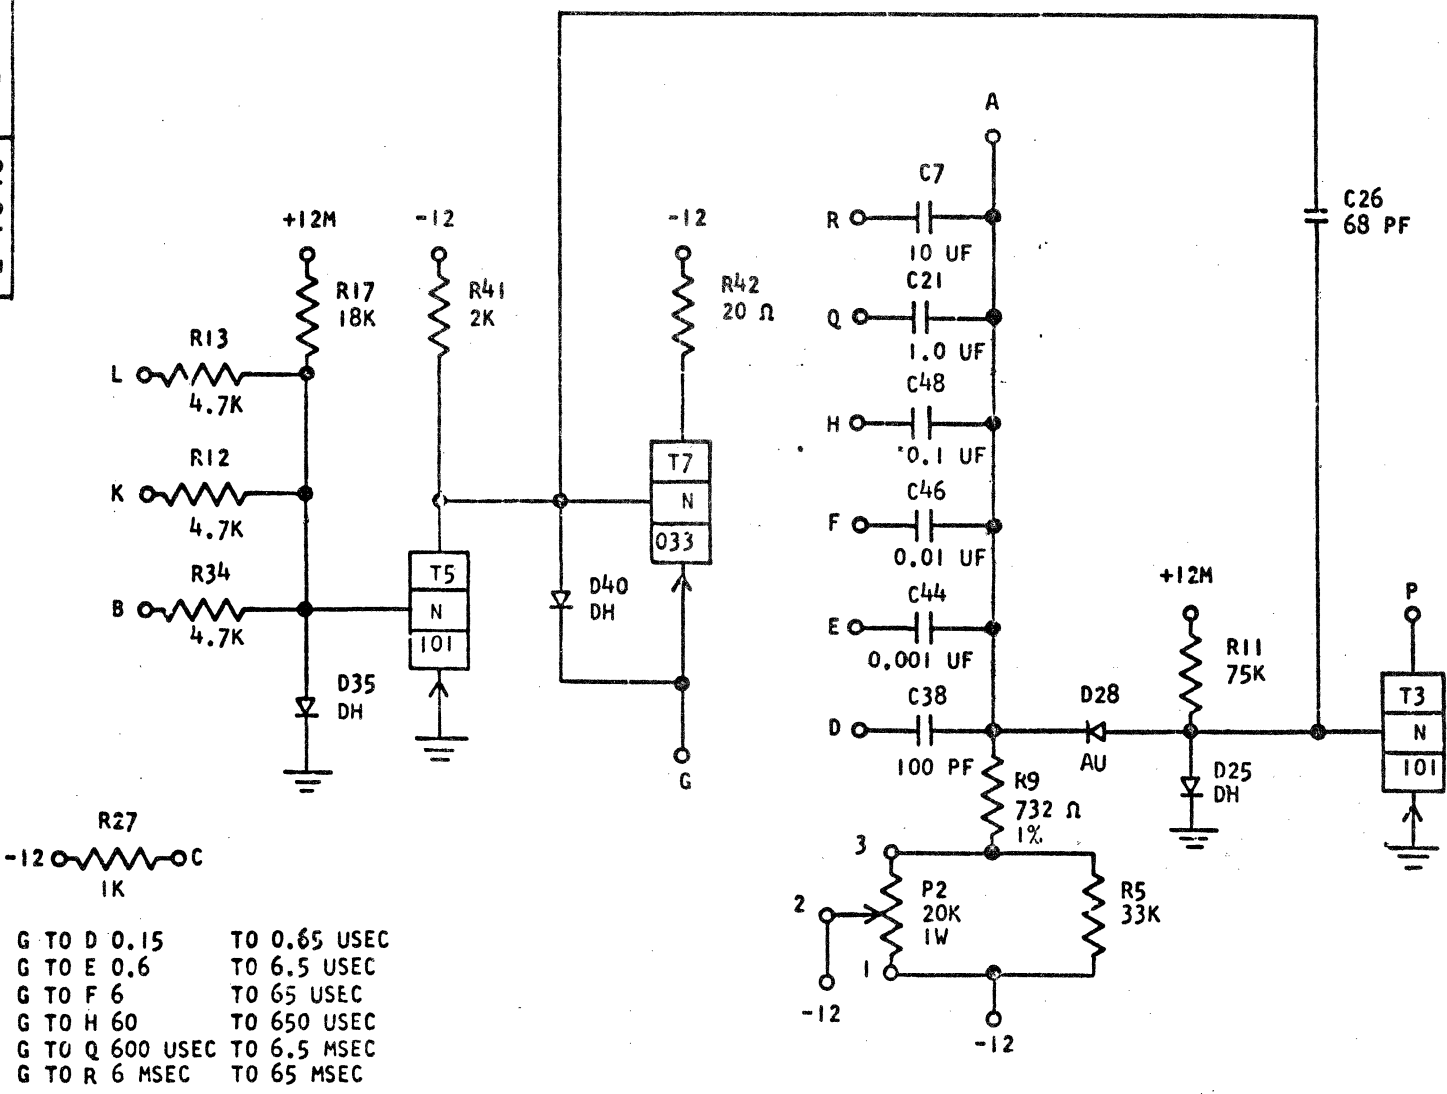 A
C7
R
10 UF
C26
68 PF
+12M
-12
-12
R17
18K
R41
2K
R42
20 Ω
C21
Q
1.0 UF
R13
L
4.7K
C48
H
0.1 UF
R12
K
4.7K
T7
N
033
C46
F
0.01 UF
R34
B
4.7K
T5
N
101
D40
DH
C44
E
0.001 UF
+12M
P
R11
75K
D35
DH
C38
D
100 PF
D28
AU
T3
N
101
G
R9
732 Ω
1%
D25
DH
R27
-12
C
1K
3
2
1
P2
20K
1W
R5
33K
-12
-12
G TO D 0.15 TO 0.65 USEC
G TO E 0.6 TO 6.5 USEC
G TO F 6 TO 65 USEC
G TO H 60 TO 650 USEC
G TO Q 600 USEC TO 6.5 MSEC
G TO R 6 MSEC TO 65 MSEC